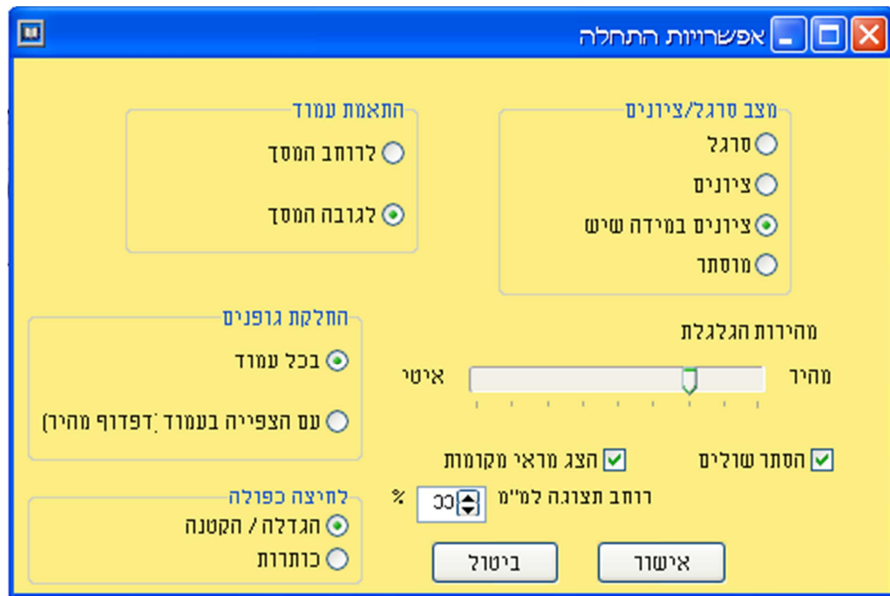 אפשרויות התחלה
מצב סרגל/ציונים
סרגל
ציונים
ציונים במידה שיש
מוסתר
התאמת עמוד
לרוחב המסך
לגובה המסך
מהירות הגלגלת
מהיר
איטי
החלקת גופנים
בכל עמוד
עם הצפייה בעמוד (דפדוף מהיר)
הסתר שולים
הצג מראי מקומות
רוחב תצוגה למ"מ
%
לחיצה כפולה
הגדלה / הקטנה
כותרות
אישור
ביטול